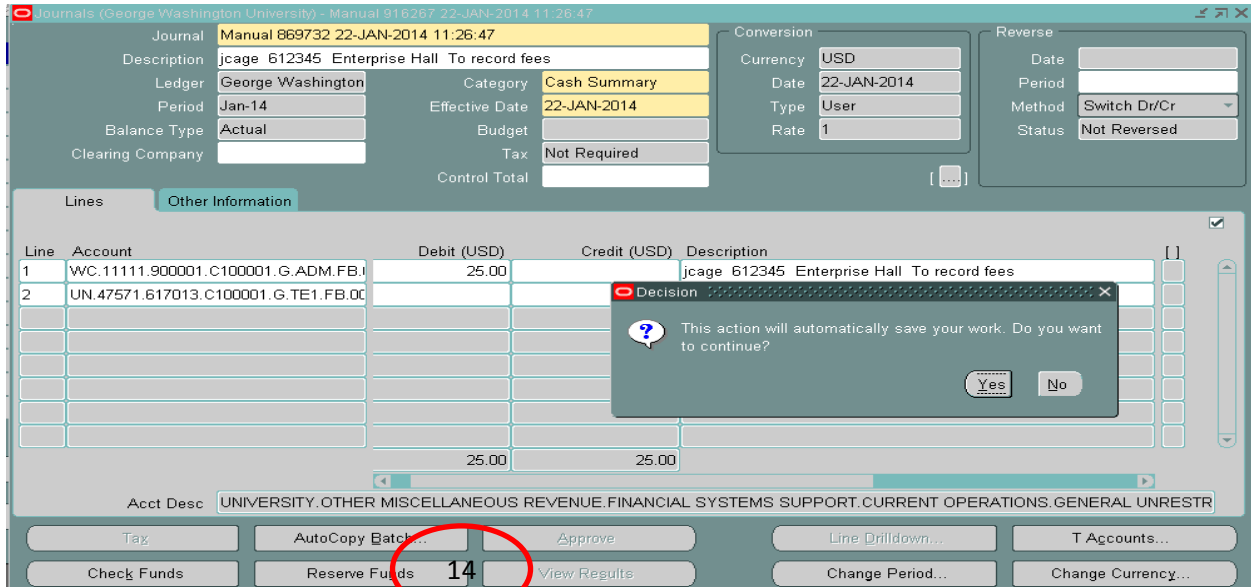 Journals (George Washington University) - Manual 916267 22-JAN-2014 11:26:47
Journal Manual 869732 22-JAN-2014 11:26:47
Description jcage 612345 Enterprise Hall To record fees
Ledger George Washington Category Cash Summary
Period Jan-14 Effective Date 22-JAN-2014
Balance Type Actual Budget
Clearing Company Tax Not Required
Control Total
Conversion
Currency USD
Date 22-JAN-2014
Type User
Rate 1
[ .... ]
Reverse
Date
Period
Method Switch Dr/Cr
Status Not Reversed
Lines Other Information
Line Account Debit (USD) Credit (USD) Description [ ]
1 WC.11111.900001.C100001.G.ADM.FB. 25.00 jcage 612345 Enterprise Hall To record fees
2 UN.47571.617013.C100001.G.TE1.FB.0
Decision
This action will automatically save your work. Do you want
to continue?
Yes No
25.00 25.00
Acct Desc UNIVERSITY.OTHER MISCELLANEOUS REVENUE.FINANCIAL SYSTEMS SUPPORT.CURRENT OPERATIONS.GENERAL UNRESTR
Tax AutoCopy Batch... Approve Line Drilldown... T Accounts...
Check Funds Reserve Funds 14 View Results Change Period... Change Currency...